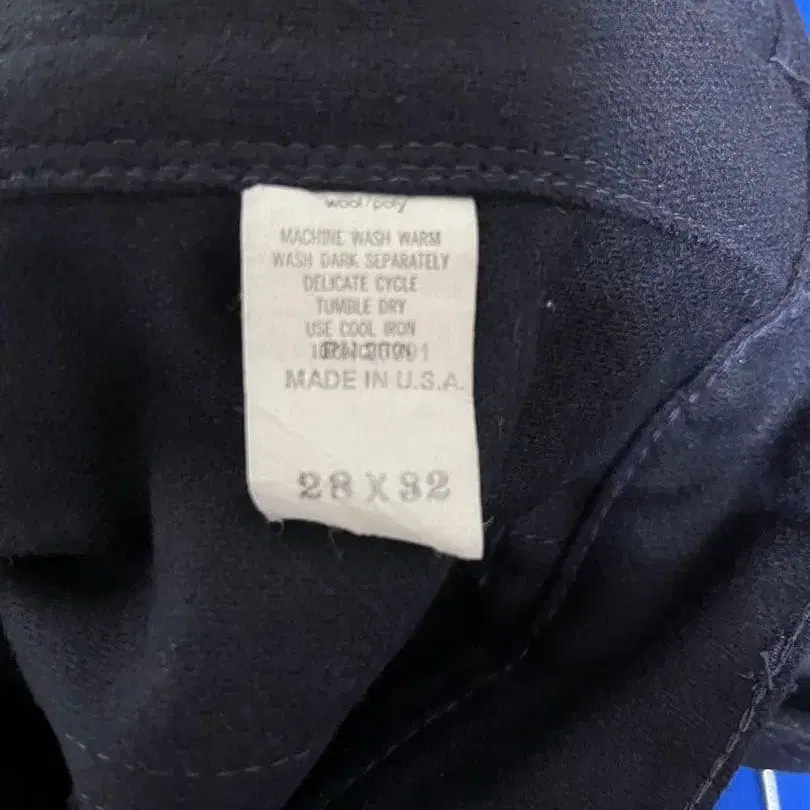 wool/poly
MACHINE WASH WARM
WASH DARK SEPARATELY
DELICATE CYCLE
TUMBLE DRY
USE COOL IRON
MADE IN U.S.A.
28 X 32